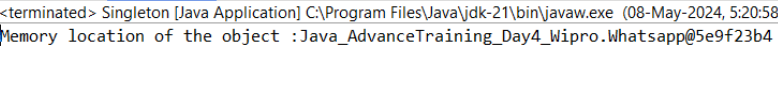 <terminated> Singleton [Java Application] C:\Program Files\Java\jdk-21\bin\javaw.exe (08-May-2024, 5:20:58
Memory location of the object :Java_AdvanceTraining_Day4_Wipro.Whatsapp@5e9f23b4